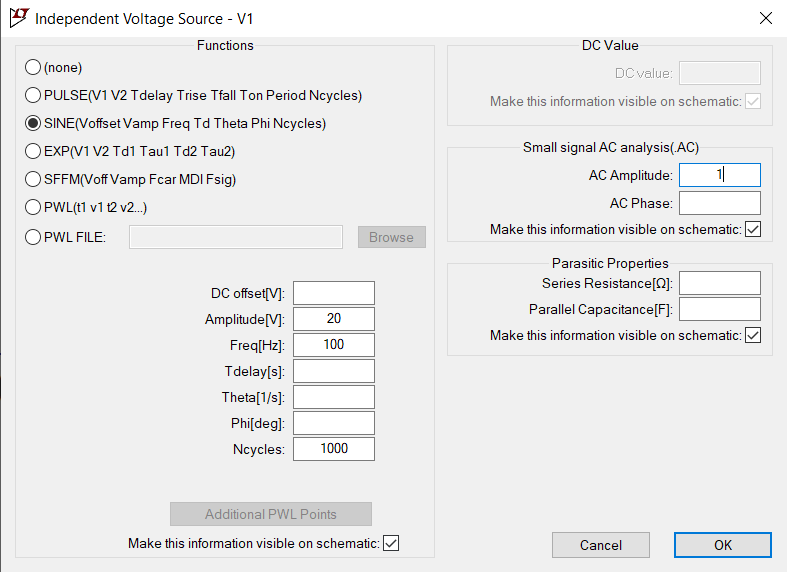 Independent Voltage Source - V1
Functions
(none)
PULSE(V1 V2 Tdelay Trise Tfall Ton Period Ncycles)
SINE(Voffset Vamp Freq Td Theta Phi Ncycles)
EXP(V1 V2 Td1 Tau1 Td2 Tau2)
SFFM(Voff Vamp Fcar MDI Fsig)
PWL(t1 v1 t2 v2...)
PWL FILE:
Browse
DC offset[V]:
Amplitude[V]: 20
Freq[Hz]: 100
Tdelay[s]:
Theta[1/s]:
Phi[deg]:
Ncycles: 1000
Additional PWL Points
Make this information visible on schematic:
DC Value
DC value:
Make this information visible on schematic:
Small signal AC analysis(.AC)
AC Amplitude: 1
AC Phase:
Make this information visible on schematic:
Parasitic Properties
Series Resistance[Ω]:
Parallel Capacitance[F]:
Make this information visible on schematic:
Cancel
OK